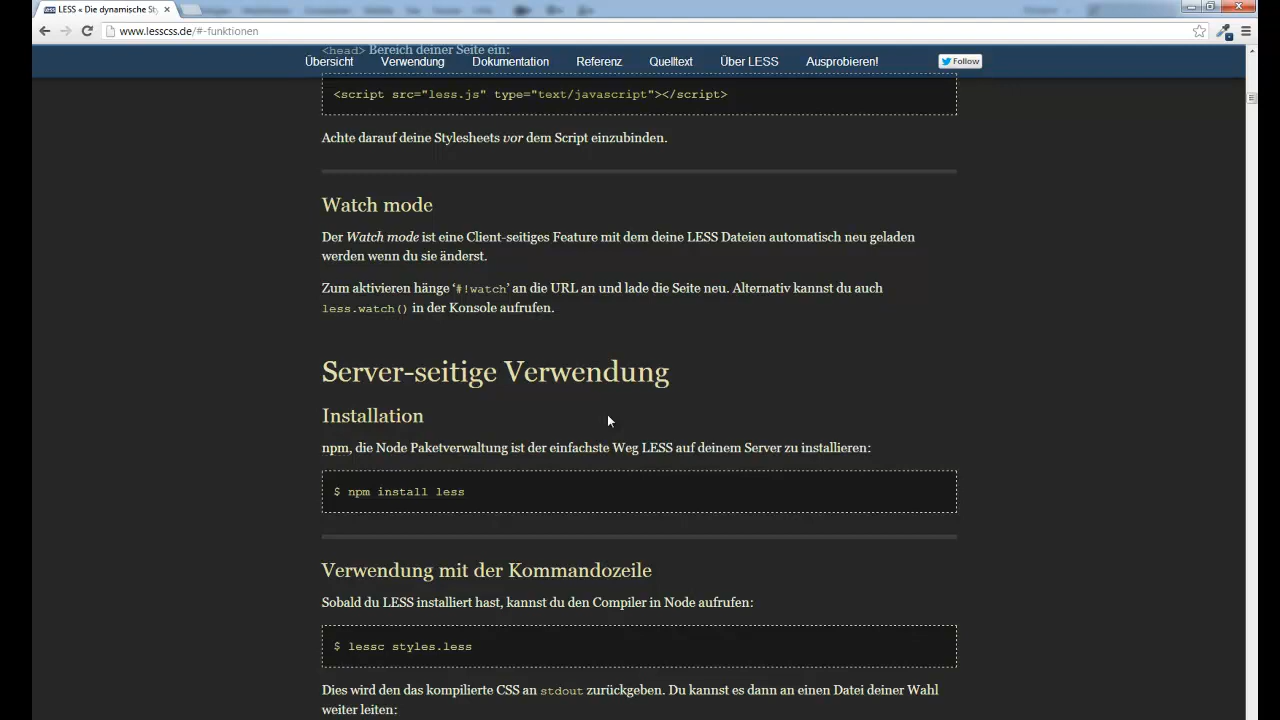 LESS « Die dynamische St
www.lesscss.de/#-funktionen
<head> Bereich deiner Seite ein:
Übersicht Verwendung Dokumentation Referenz Quelltext Über LESS Ausprobieren! Follow
<script src="less.js" type="text/javascript"></script>
Achte darauf deine Stylesheets vor dem Script einzubinden.
Watch mode
Der Watch mode ist eine Client-seitiges Feature mit dem deine LESS Dateien automatisch neu geladen
werden wenn du sie änderst.
Zum aktivieren hänge ‘#!watch’ an die URL an und lade die Seite neu. Alternativ kannst du auch
less.watch() in der Konsole aufrufen.
Server-seitige Verwendung
Installation
npm, die Node Paketverwaltung ist der einfachste Weg LESS auf deinem Server zu installieren:
$ npm install less
Verwendung mit der Kommandozeile
Sobald du LESS installiert hast, kannst du den Compiler in Node aufrufen:
$ lessc styles.less
Dies wird den das kompilierte CSS an stdout zurückgeben. Du kannst es dann an einen Datei deiner Wahl
weiter leiten: